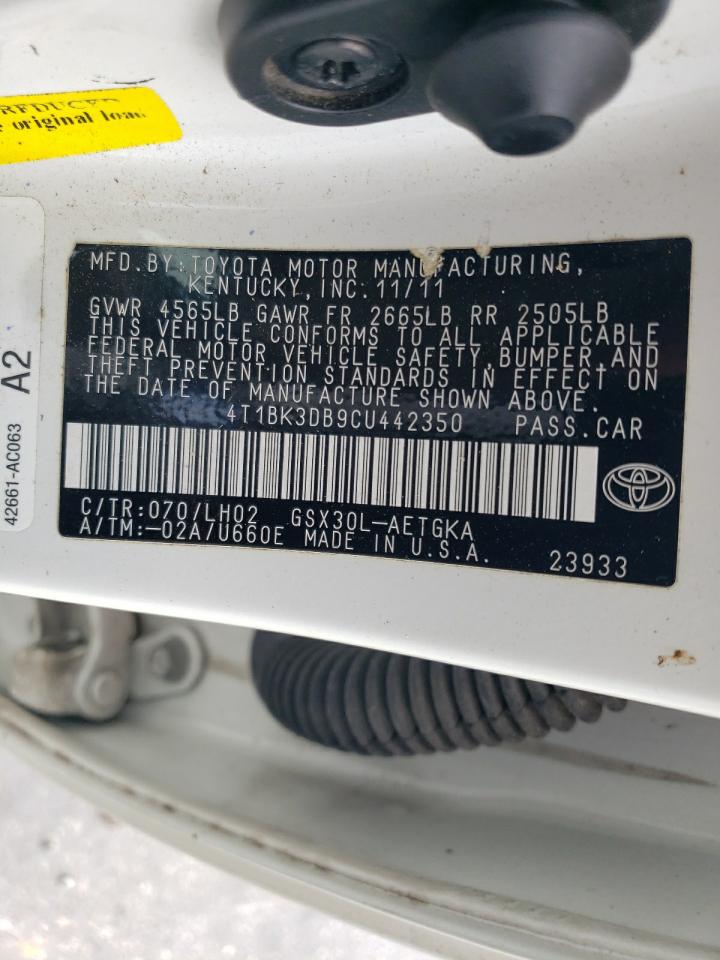 REDUCED
original load
A2
42661-AC063
MFD. BY: TOYOTA MOTOR MANUFACTURING,
KENTUCKY, INC. 11/11
GVWR 4565LB GAWR FR 2665LB RR 2505LB
THIS VEHICLE CONFORMS TO ALL APPLICABLE
FEDERAL MOTOR VEHICLE SAFETY, BUMPER, AND
THEFT PREVENTION STANDARDS IN EFFECT ON
THE DATE OF MANUFACTURE SHOWN ABOVE.
4T1BK3DB9CU442350 PASS. CAR
C/TR: 070/LH02 GSX30L-AETGKA
A/TM: -02A/U660E MADE IN U.S.A. 23933